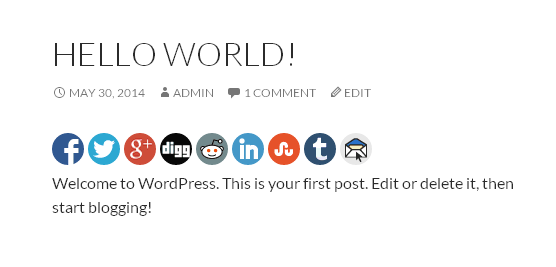 HELLO WORLD!
MAY 30, 2014 ADMIN 1 COMMENT EDIT
f g+ digg in t
Welcome to WordPress. This is your first post. Edit or delete it, then
start blogging!